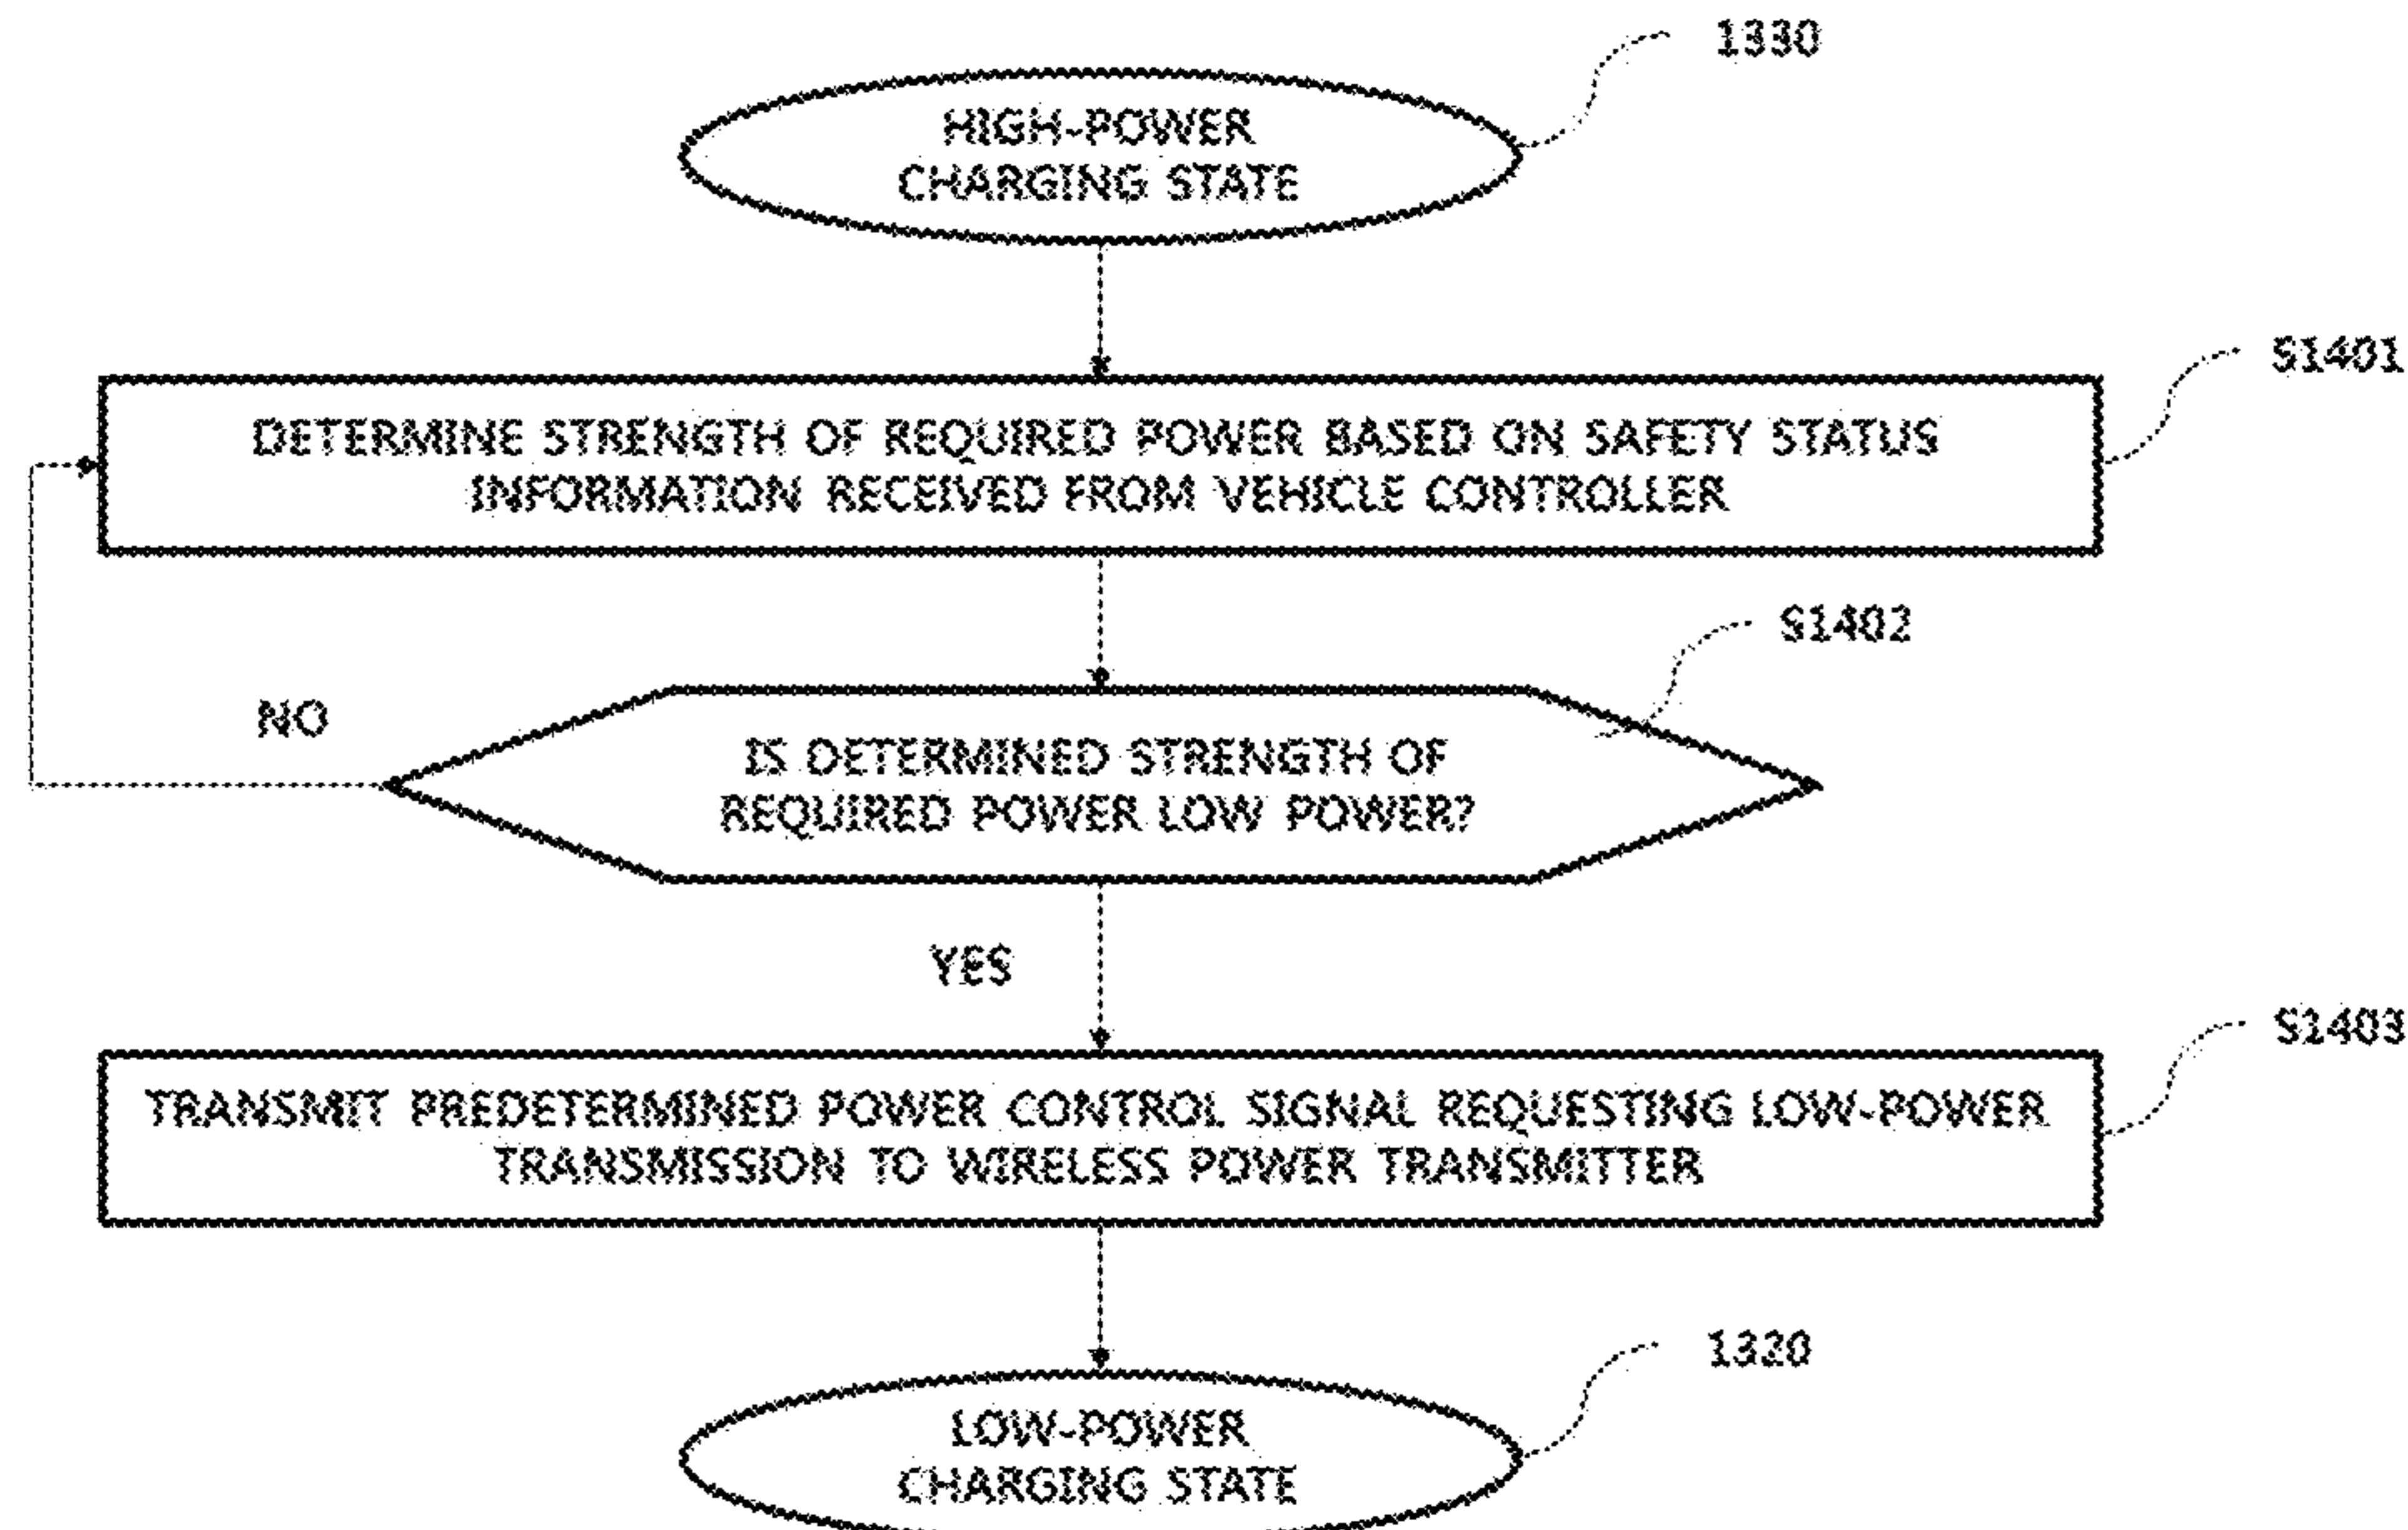 1330
HIGH-POWER
CHARGING STATE
S1401
DETERMINE STRENGTH OF REQUIRED POWER BASED ON SAFETY STATUS
INFORMATION RECEIVED FROM VEHICLE CONTROLLER
S1402
NO
IS DETERMINED STRENGTH OF
REQUIRED POWER LOW POWER?
YES
S1403
TRANSMIT PREDETERMINED POWER CONTROL SIGNAL REQUESTING LOW-POWER
TRANSMISSION TO WIRELESS POWER TRANSMITTER
1320
LOW-POWER
CHARGING STATE